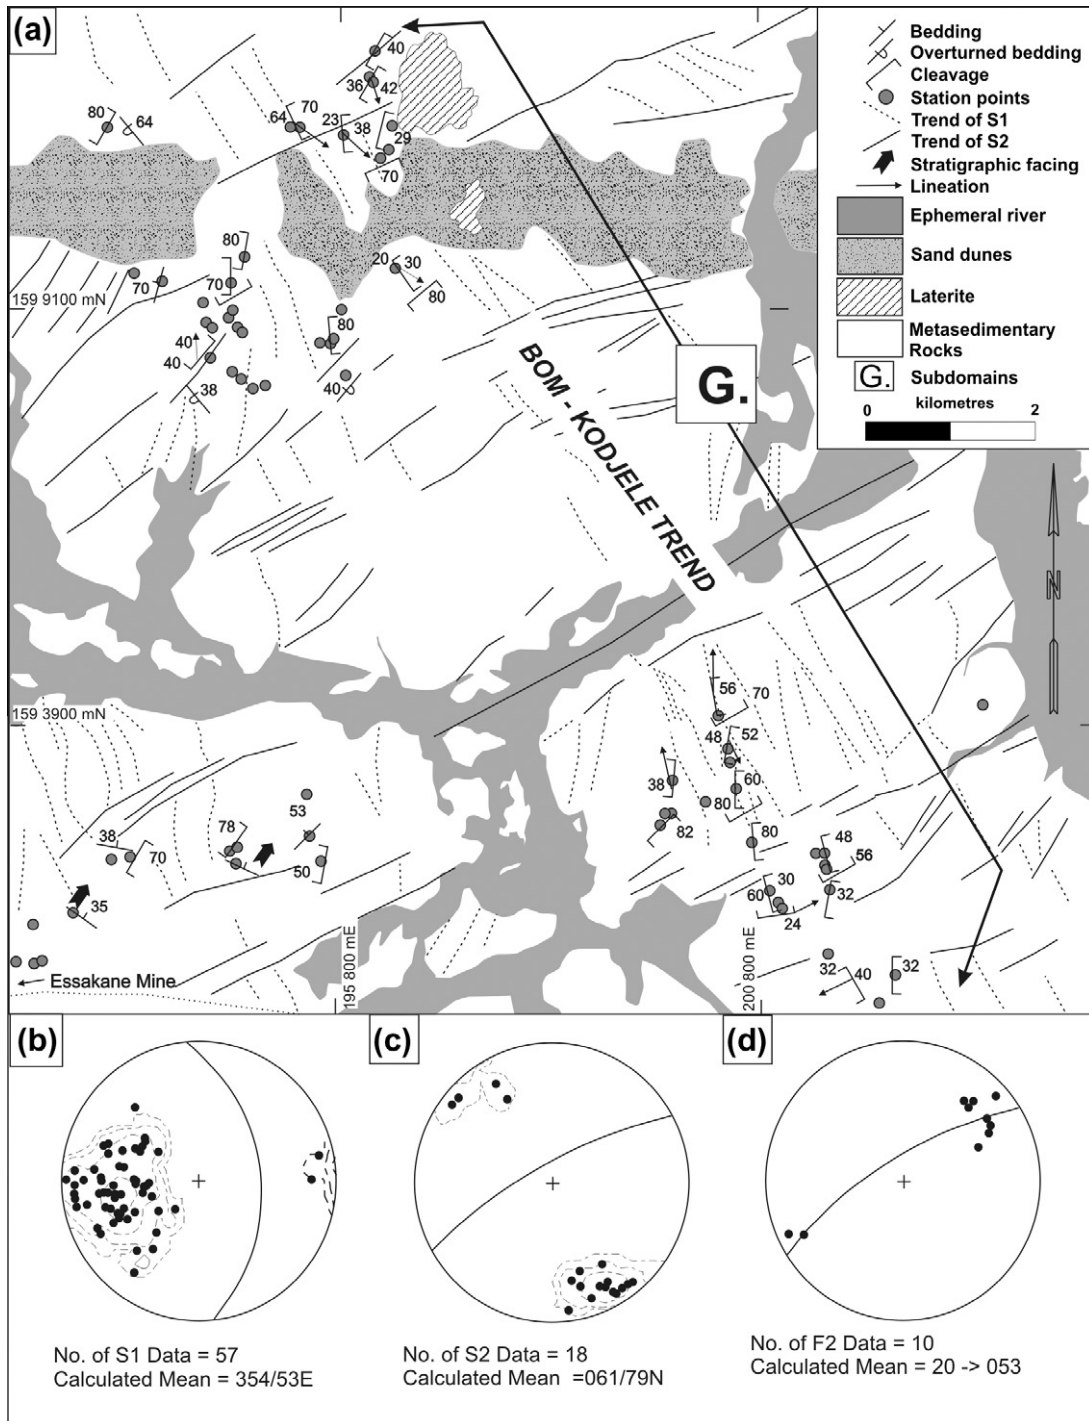 (a)
Bedding
Overturned bedding
Cleavage
Station points
Trend of S1
Trend of S2
Stratigraphic facing
Lineation
Ephemeral river
Sand dunes
Laterite
Metasedimentary
Rocks
G. Subdomains
kilometres
0 2
40
36 42
80 64
64 70 23 38
29
70
80
20 30
70 70 80
159 9100 mN
80
40
40
38 40
BOM - KODJELE TREND
G.
N
159 3900 mN
56 70
48 52
38 60
80
82 80
53
38 78
70 50
48
56
30
60 32
24
35
32 40 32
Essakane Mine
195 800 mE
200 800 mE
(b)
(c)
(d)
No. of S1 Data = 57
Calculated Mean = 354/53E
No. of S2 Data = 18
Calculated Mean =061/79N
No. of F2 Data = 10
Calculated Mean = 20 -> 053